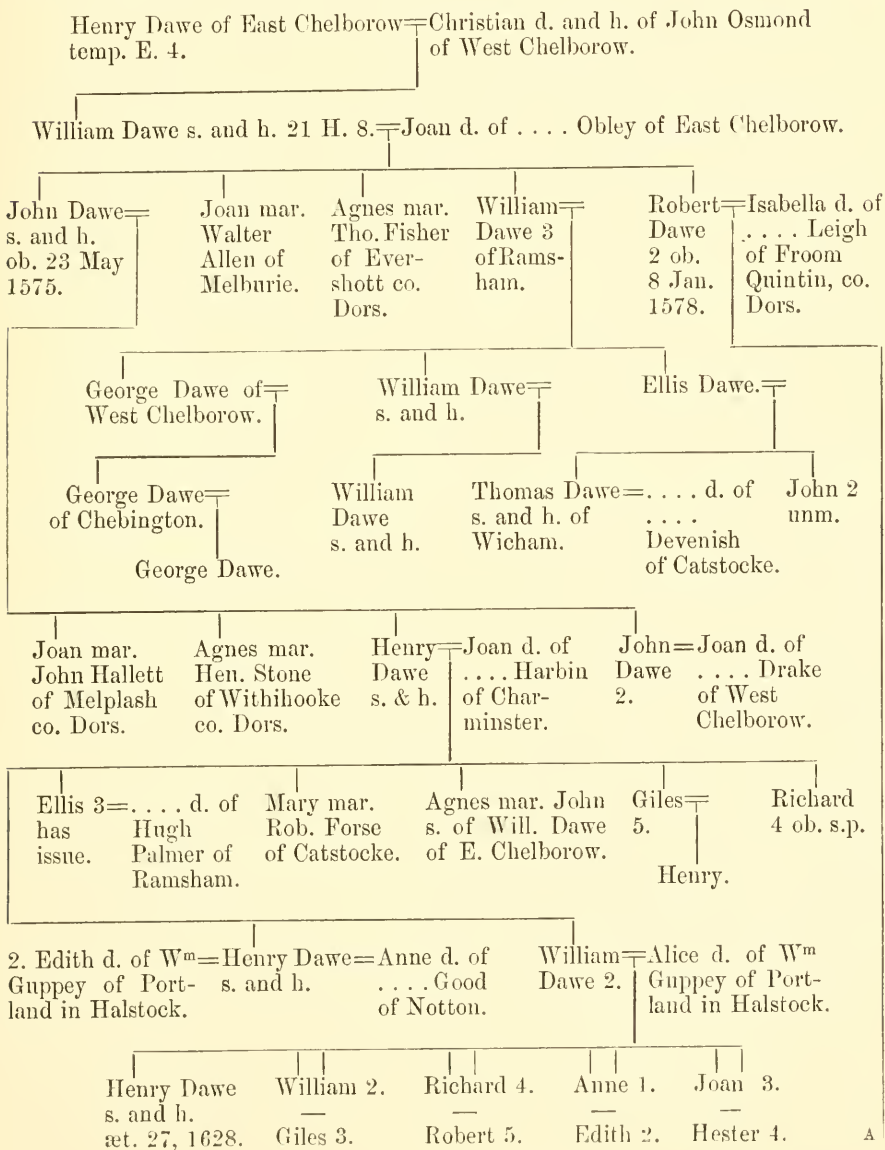 Henry Dawe of East Chelborow=Christian d. and h. of John Osmond
temp. E. 4. of West Chelborow.
William Dawe s. and h. 21 H. 8.=Joan d. of . . . . Obley of East Chelborow.
John Dawe=
s. and h.
ob. 23 May
1575.
Joan mar.
Walter
Allen of
Melburie.
Agnes mar.
Tho. Fisher
of Ever-
shott co.
Dors.
William=
Dawe 3
of Rams-
ham.
Robert=
Dawe
2 ob.
8 Jan.
1578.
Isabella d. of
. . . . Leigh
of Froom
Quintin, co.
Dors.
George Dawe of=
West Chelborow.
William Dawe=
s. and h.
Ellis Dawe.=
George Dawe=
of Chebington.
George Dawe.
William
Dawe
s. and h.
Thomas Dawe=
s. and h. of
Wicham.
. . . . d. of
. . . .
Devenish
of Catstocke.
John 2
unm.
Joan mar.
John Hallett
of Melplash
co. Dors.
Agnes mar.
Hen. Stone
of Withihooke
co. Dors.
Henry=
Dawe
s. & h.
Joan d. of
. . . . Harbin
of Char-
minster.
John=
Dawe
2.
Joan d. of
. . . . Drake
of West
Chelborow.
Ellis 3=
has
issue.
. . . . d. of
Hugh
Palmer of
Ramsham.
Mary mar.
Rob. Forse
of Catstocke.
Agnes mar. John
s. of Will. Dawe
of E. Chelborow.
Giles=
5.
Henry.
Richard
4 ob. s.p.
2. Edith d. of Wm=
Guppey of Port-
land in Halstock.
Henry Dawe=
s. and h.
Anne d. of
. . . . Good
of Notton.
William=
Dawe 2.
Alice d. of Wm
Guppey of Port-
land in Halstock.
Henry Dawe
s. and h.
æt. 27, 1628.
William 2.
—
Giles 3.
Richard 4.
—
Robert 5.
Anne 1.
—
Edith 2.
Joan 3.
—
Hester 4.
A